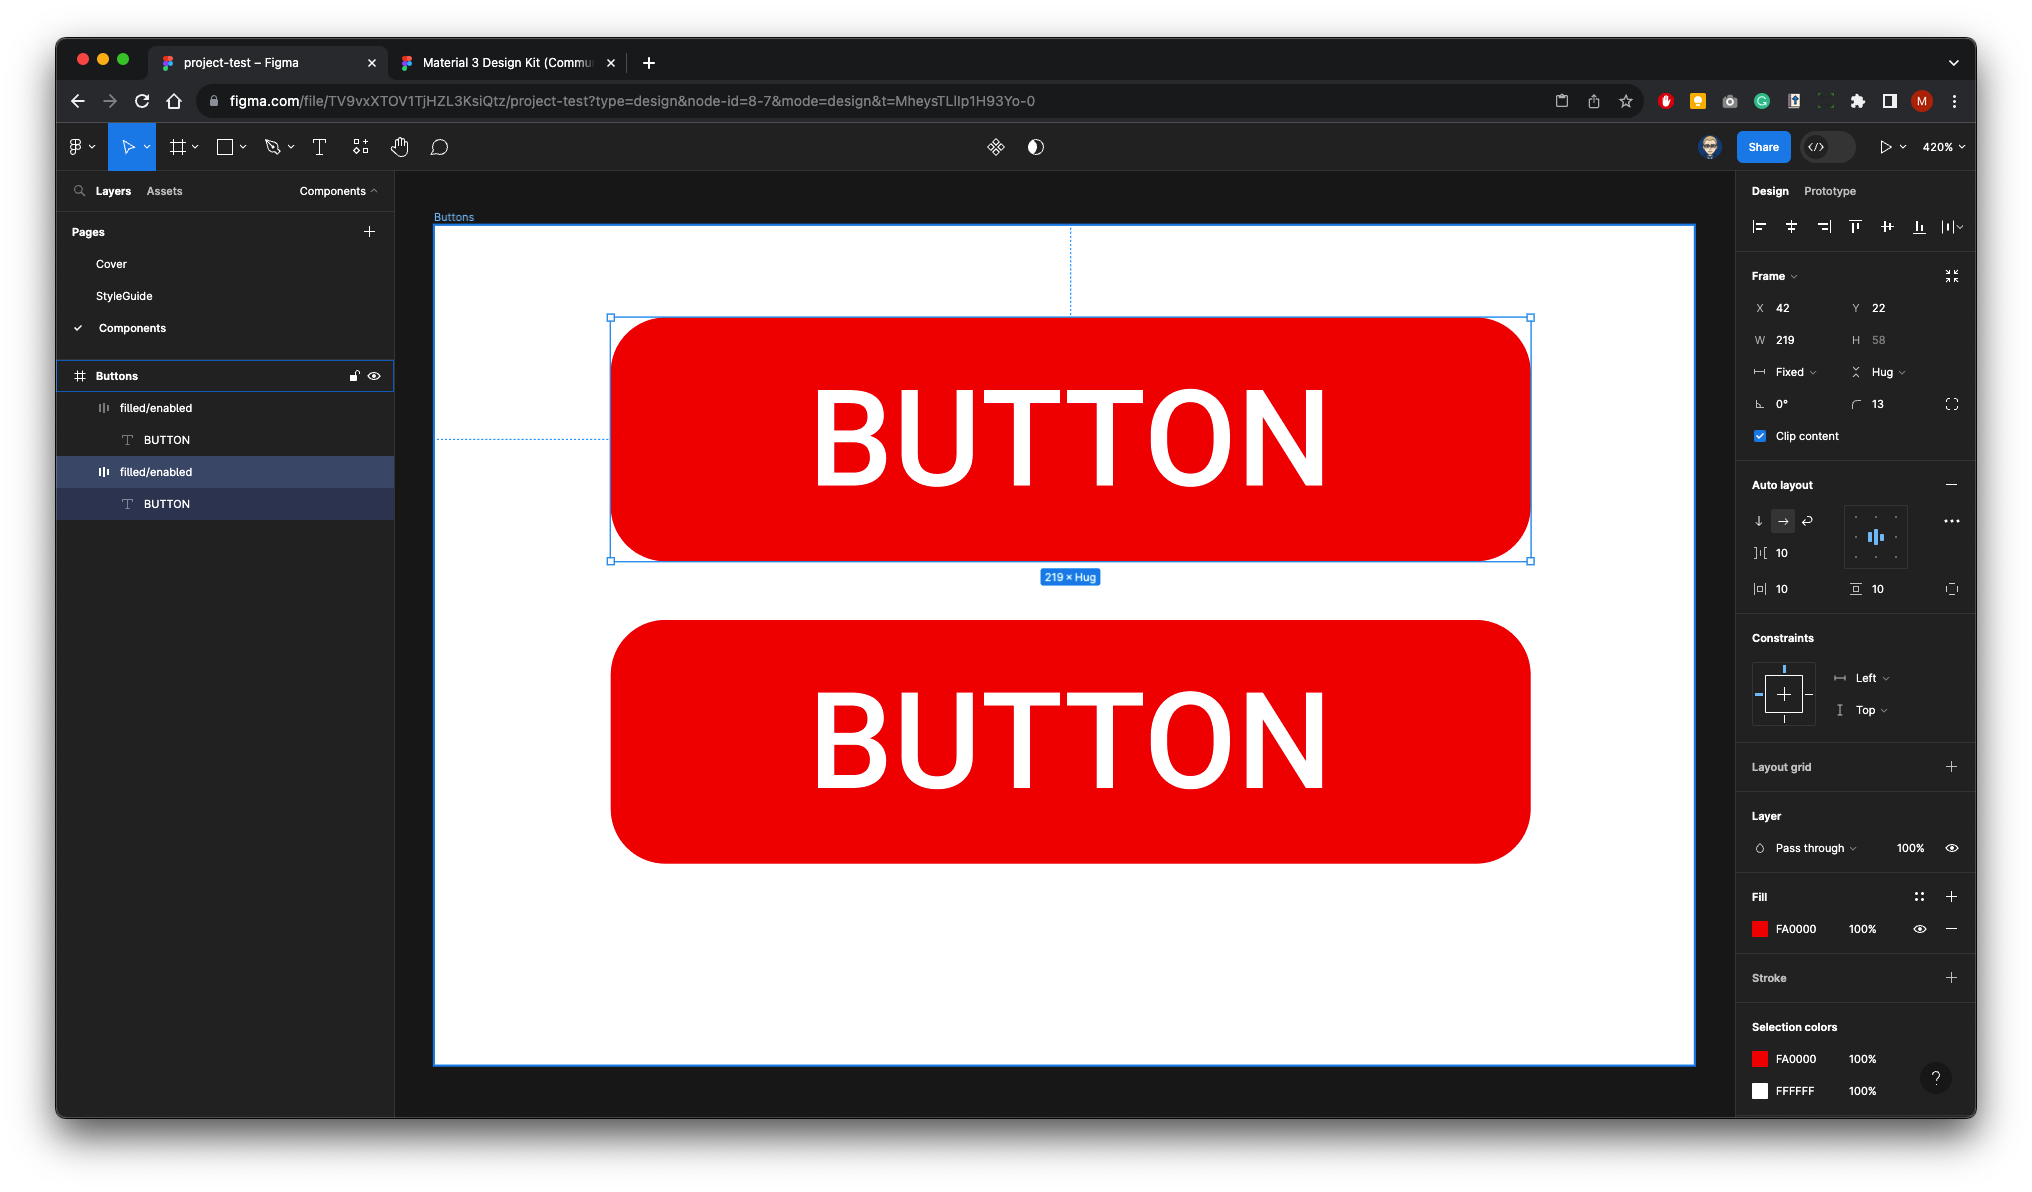 project-test – Figma
Material 3 Design Kit (Commu
figma.com/file/TV9vxXTOV1TjHZL3KsiQtz/project-test?type=design&node-id=8-7&mode=design&t=MheysTLlIp1H93Yo-0
M
Share
420%
Layers
Assets
Components
Pages
Cover
StyleGuide
Components
Buttons
filled/enabled
BUTTON
filled/enabled
BUTTON
Buttons
BUTTON
219 × Hug
BUTTON
Design
Prototype
Frame
X 42
Y 22
W 219
H 58
Fixed
Hug
0°
13
Clip content
Auto layout
10
10
10
Constraints
Left
Top
Layout grid
Layer
Pass through
100%
Fill
FA0000 100%
Stroke
Selection colors
FA0000 100%
FFFFFF 100%
?